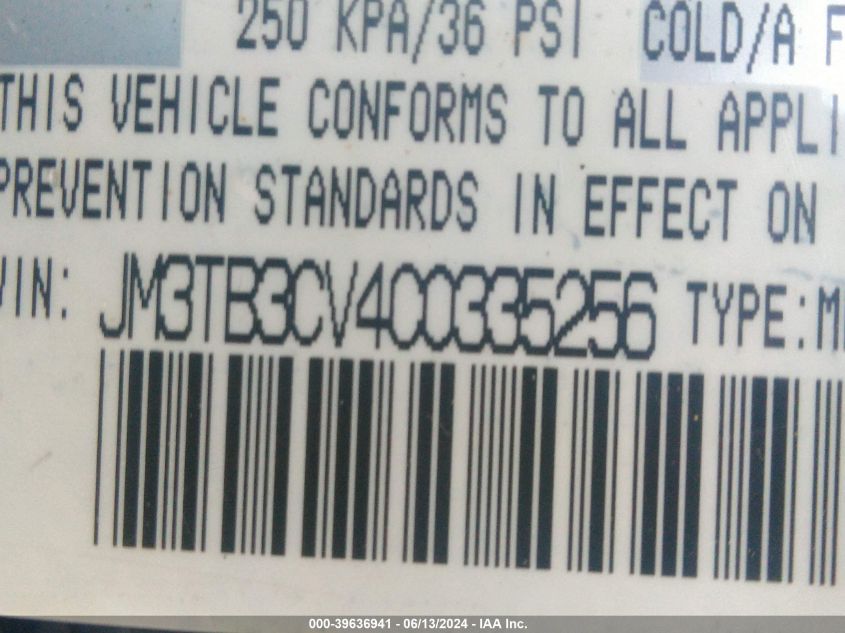 250 KPA/36 PSI COLD/A F
THIS VEHICLE CONFORMS TO ALL APPLI
PREVENTION STANDARDS IN EFFECT ON
VIN: JM3TB3CV4C0335256 TYPE:M
000-39636941 - 06/13/2024 - IAA Inc.